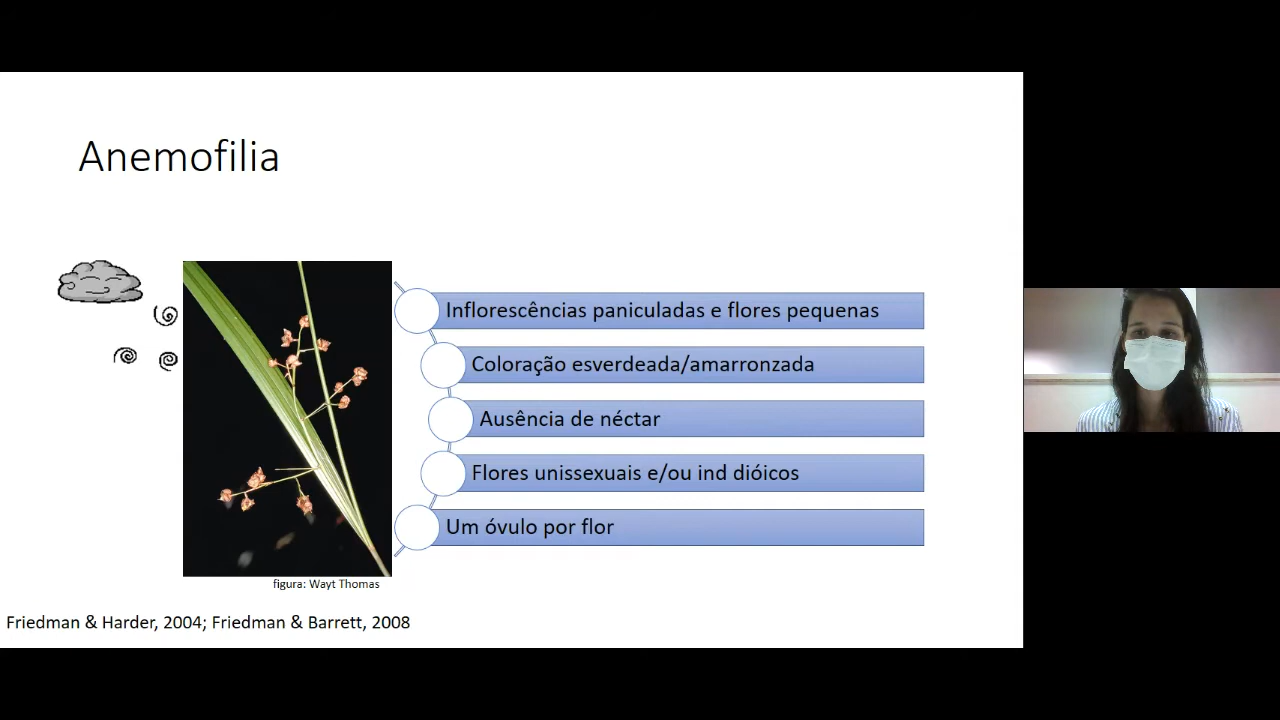 Anemofilia
Inflorescências paniculadas e flores pequenas
Coloração esverdeada/amarronzada
Ausência de néctar
Flores unissexuais e/ou ind dióicos
Um óvulo por flor
figura: Wayt Thomas
Friedman & Harder, 2004; Friedman & Barrett, 2008